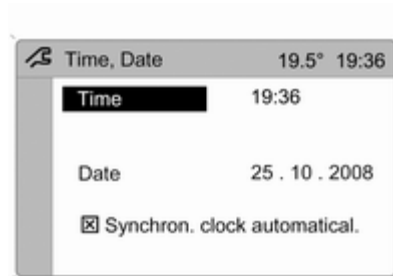 Time, Date 19.5° 19:36
Time 19:36
Date 25 . 10 . 2008
☒ Synchron. clock automatical.